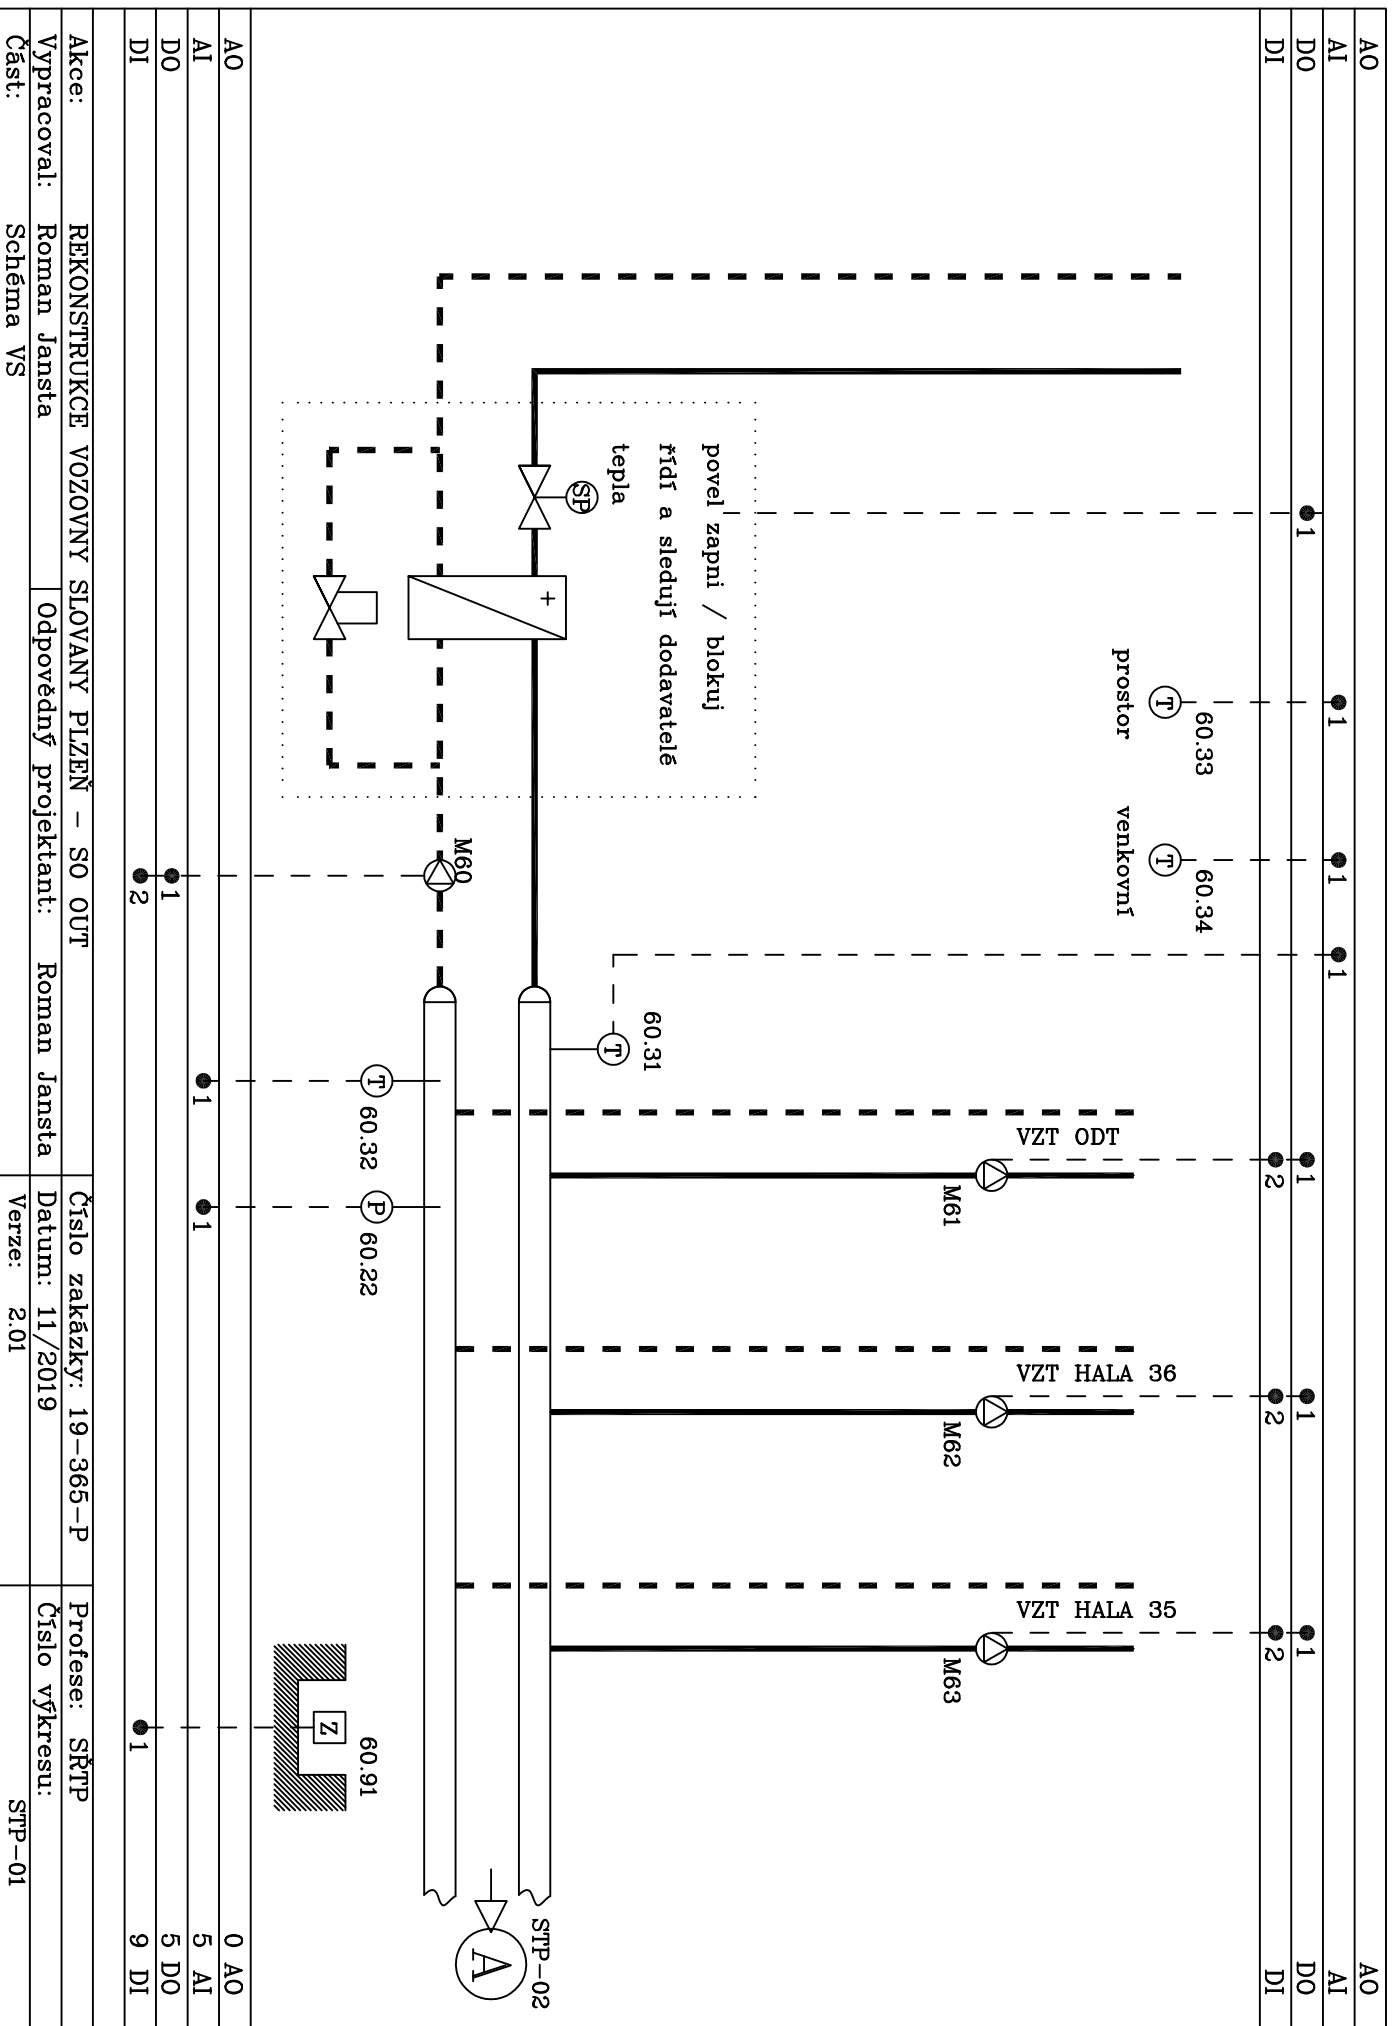 AO AO
AI AI
DO DO
DI DI
1
1
1
1
1
2
1
2
1
2
60.33
prostor
T
60.34
venkovní
T
60.31
T
povel zapni / blokuj
řídí a sledují dodavatelé
tepla
SP
+
VZT ODT
M61
VZT HALA 36
M62
VZT HALA 35
M63
M60
T
60.32
P
60.22
60.91
Z
STP-02
A
1
2
1
1
1
AO 0 AO
AI 5 AI
DO 5 DO
DI 9 DI
Akce: REKONSTRUKCE VOZOVNY SLOVANY PLZEŇ - SO OUT Číslo zakázky: 19-365-P Profese: SŘTP
Vypracoval: Roman Jansta Odpovědný projektant: Roman Jansta Datum: 11/2019 Číslo výkresu:
Část: Schéma VS Verze: 2.01 STP-01